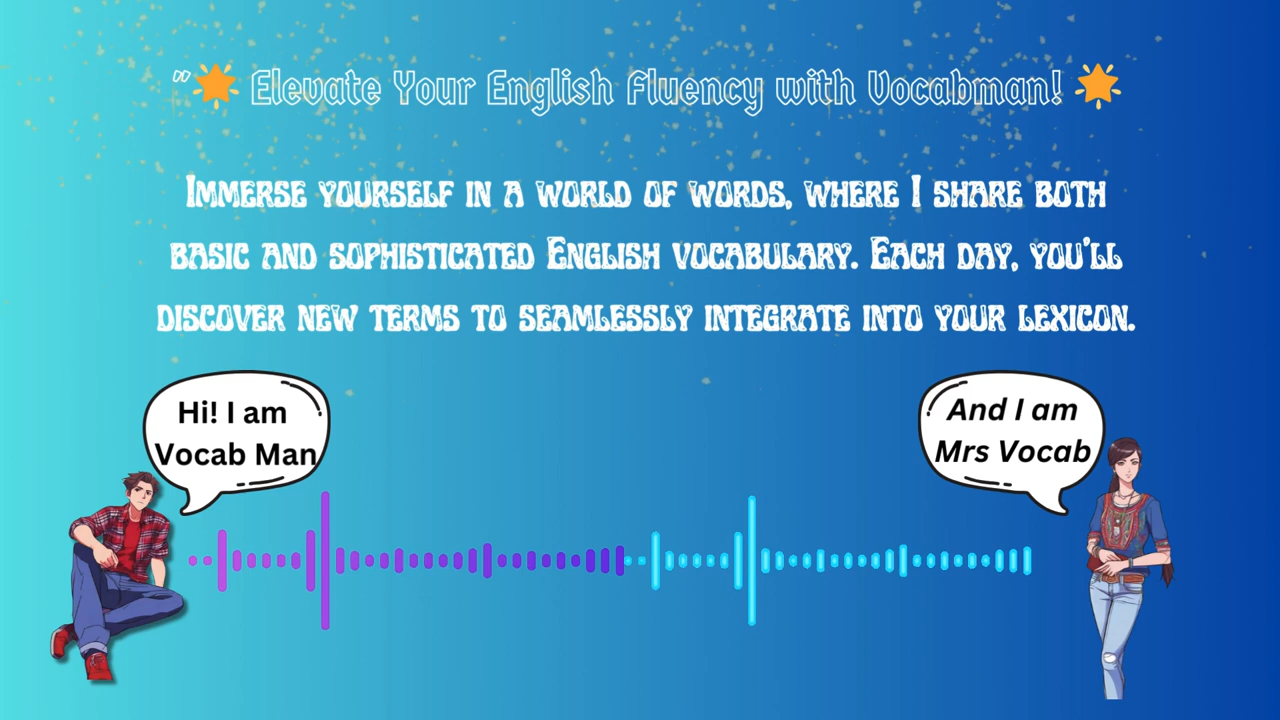 "🌟 Elevate Your English Fluency with Vocabman! 🌟
Immerse yourself in a world of words, where I share both
basic and sophisticated English vocabulary. Each day, you'll
discover new terms to seamlessly integrate into your lexicon.
Hi! I am
Vocab Man
And I am
Mrs Vocab